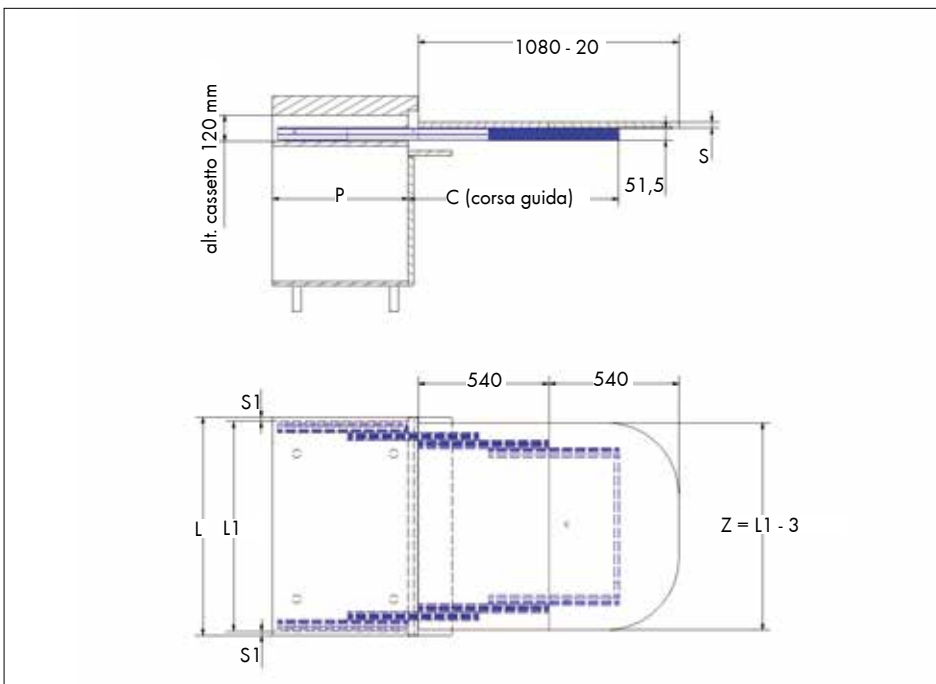 1080 - 20
alt. cassetto 120 mm
S
51,5
P
C (corsa guida)
540
540
S1
L
L1
Z = L1 - 3
S1